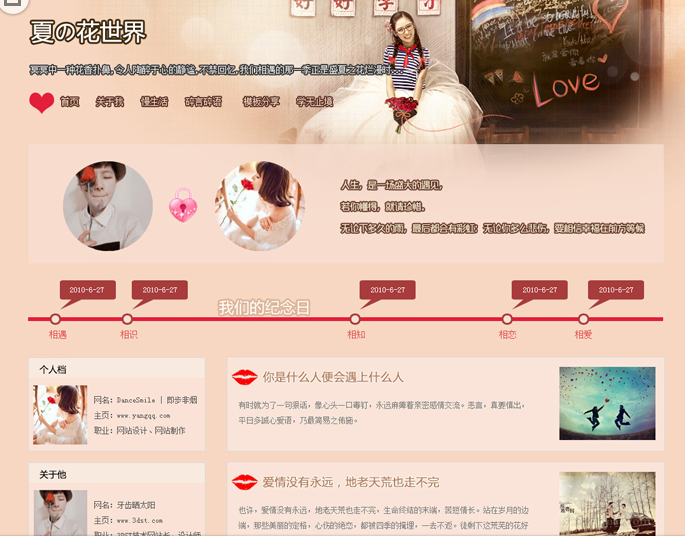 好 好 学 习
夏の花世界
冥冥中一种花香扑鼻,令人陶醉于心的静谧,不禁回忆,我们相遇的那一季正是盛夏之花烂漫时...
Love
首页 关于我 慢生活 碎言碎语 模板分享 学无止境
人生，是一场盛大的遇见。
若你懂得，就请珍惜。
无论下多久的雨，最后都会有彩虹；无论你多么悲伤，要相信幸福在前方等候
2010-6-27 2010-6-27 2010-6-27 2010-6-27 2010-6-27
我们的纪念日
相遇 相识 相知 相恋 相爱
个人档
网名：DanceSmile | 即步非烟
主页：www.yangqq.com
职业：网站设计、网站制作
你是什么人便会遇上什么人
有时就为了一句狠话，像心头一口毒钉，永远麻痹着亲密感情交流。恶言，真要慎出，
平日多诚心爱语，乃最简易之佈施。
关于他
网名：牙齿晒太阳
主页：www.3dst.com
爱情没有永远，地老天荒也走不完
也许，爱情没有永远，地老天荒也走不完，生命终结的末端，苦短情长。站在岁月的边
端，那些美丽的定格，心伤的绝恋，都被四季的掩埋，一去不返。徒剩下这荒芜的花好